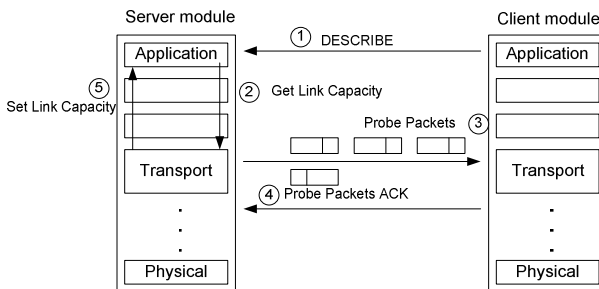 Server module
Client module
① DESCRIBE
Application
Application
⑤
Set Link Capacity
② Get Link Capacity
Probe Packets ③
Transport
Transport
④ Probe Packets ACK
Physical
Physical